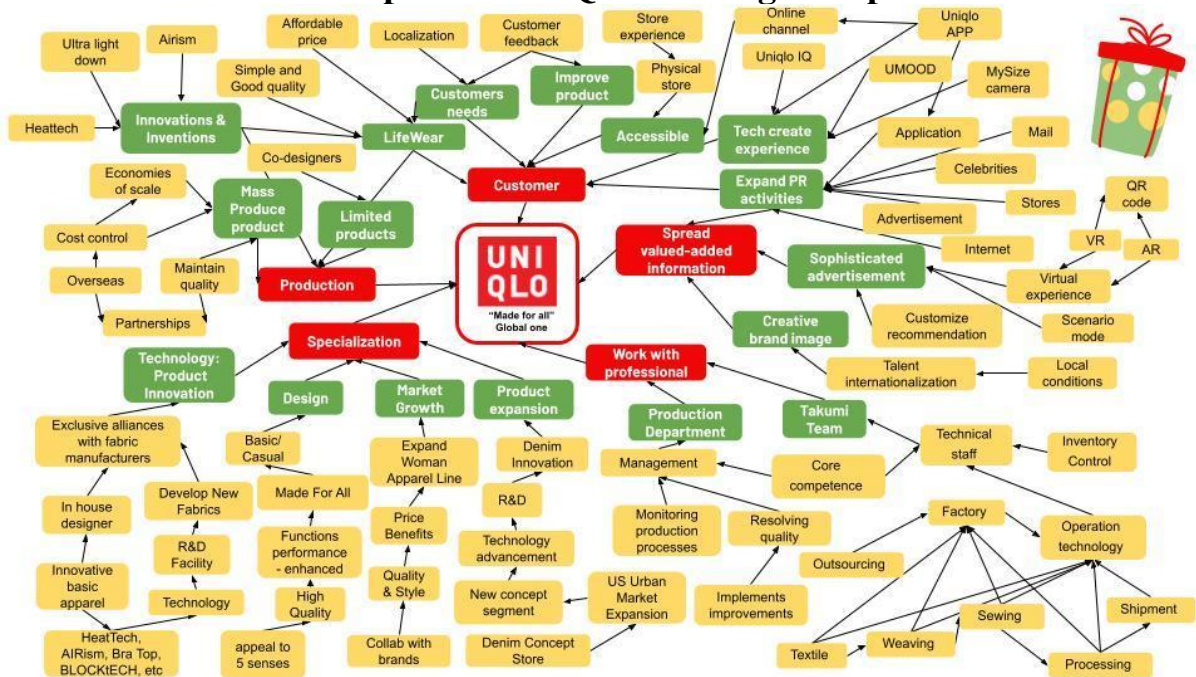 Online
channel
Uniqlo
APP
Affordable
price
Localization
Customer
feedback
Store
experience
Ultra light
down
Airism
Uniqlo IQ
UMOOD
MySize
camera
Simple and
Good quality
Customers
needs
Improve
product
Physical
store
Heattech
Innovations &
Inventions
LifeWear
Accessible
Tech create
experience
Application
Mail
Co-designers
Celebrities
Economies
of scale
Mass
Produce
product
Customer
Expand PR
activities
QR
code
Limited
products
Stores
Advertisement
Cost control
Spread
valued-added
information
Internet
VR
AR
UNI
QLO
"Made for all"
Global one
Sophisticated
advertisement
Overseas
Maintain
quality
Production
Virtual
experience
Partnerships
Customize
recommendation
Scenario
mode
Specialization
Creative
brand image
Technology:
Product
Innovation
Work with
professional
Talent
internationalization
Local
conditions
Design
Market
Growth
Product
expansion
Production
Department
Takumi
Team
Exclusive alliances
with fabric
manufacturers
Basic/
Casual
Expand
Woman
Apparel Line
Denim
Innovation
Management
Core
competence
Technical
staff
Inventory
Control
In house
designer
Develop New
Fabrics
Made For All
R&D
Price
Benefits
Monitoring
production
processes
Resolving
quality
Factory
Operation
technology
Functions
performance
- enhanced
Technology
advancement
Outsourcing
R&D
Facility
Innovative
basic
apparel
Technology
High
Quality
Quality
& Style
New concept
segment
US Urban
Market
Expansion
Implements
improvements
Sewing
Shipment
HeatTech,
AIRism, Bra Top,
BLOCKtECH, etc
appeal to
5 senses
Collab with
brands
Denim Concept
Store
Textile
Weaving
Processing